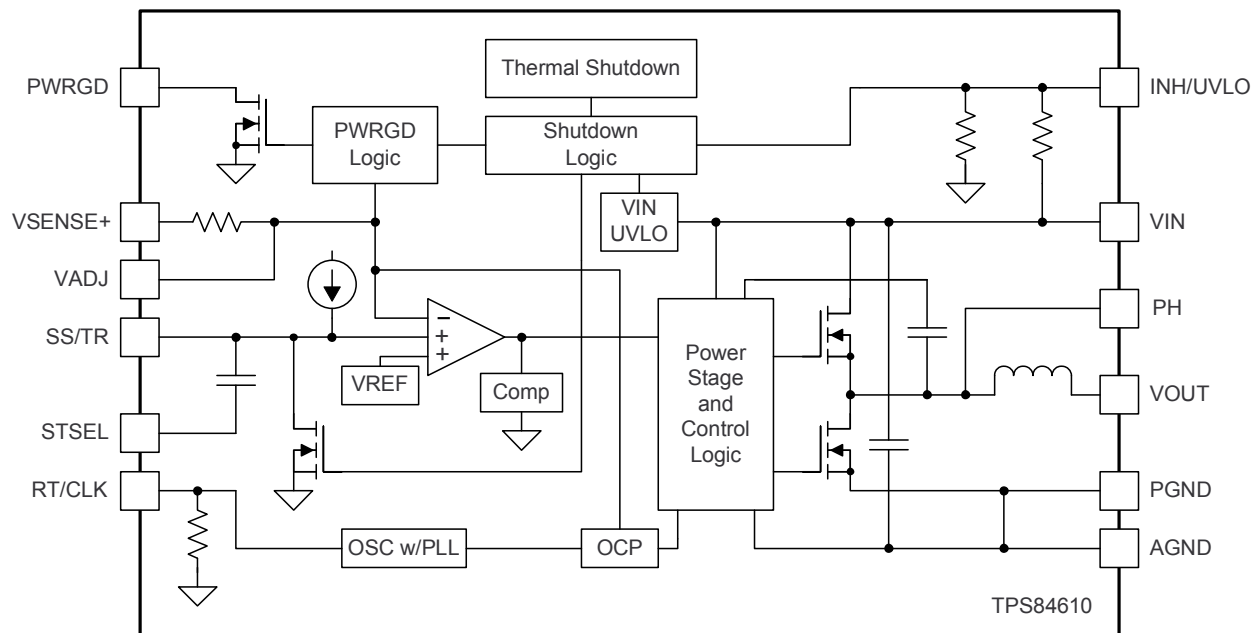 PWRGD
VSENSE+
VADJ
SS/TR
STSEL
RT/CLK
Thermal Shutdown
PWRGD
Logic
Shutdown
Logic
VIN
UVLO
−
+
+
VREF
Comp
Power
Stage
and
Control
Logic
OSC w/PLL
OCP
INH/UVLO
VIN
PH
VOUT
PGND
AGND
TPS84610